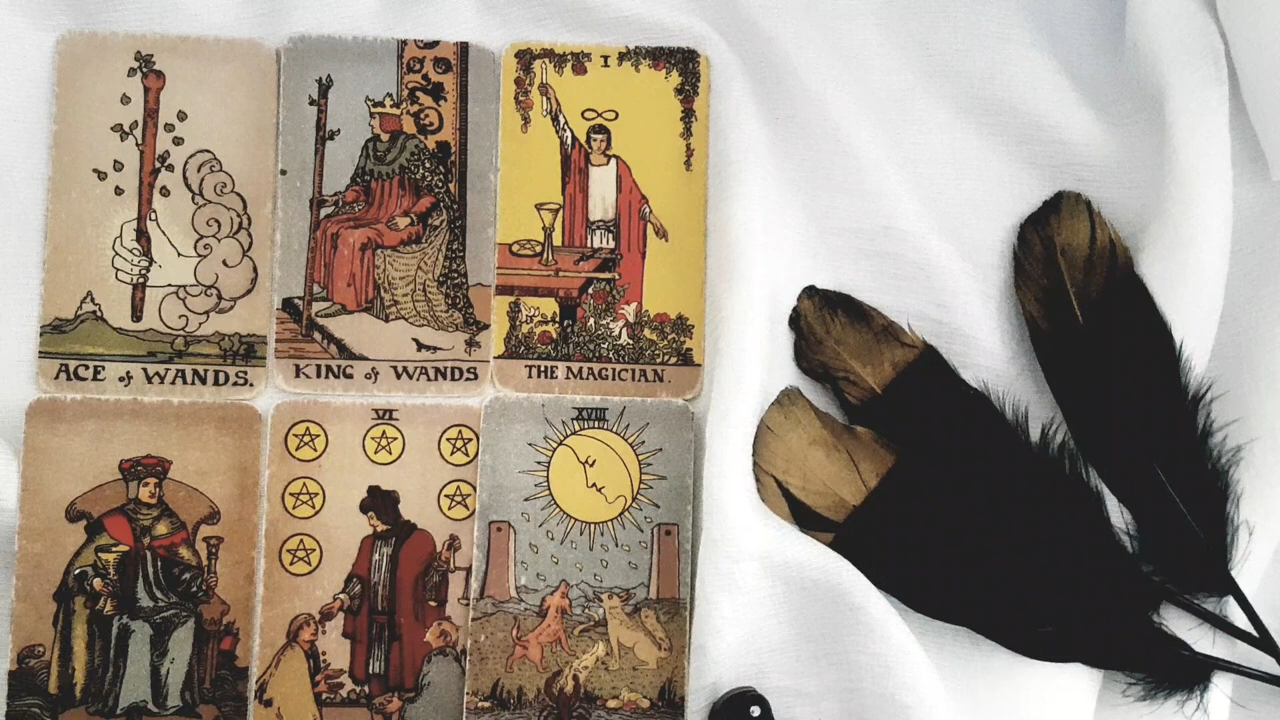 I
ACE of WANDS.
KING of WANDS
THE MAGICIAN.
VI
XVIII